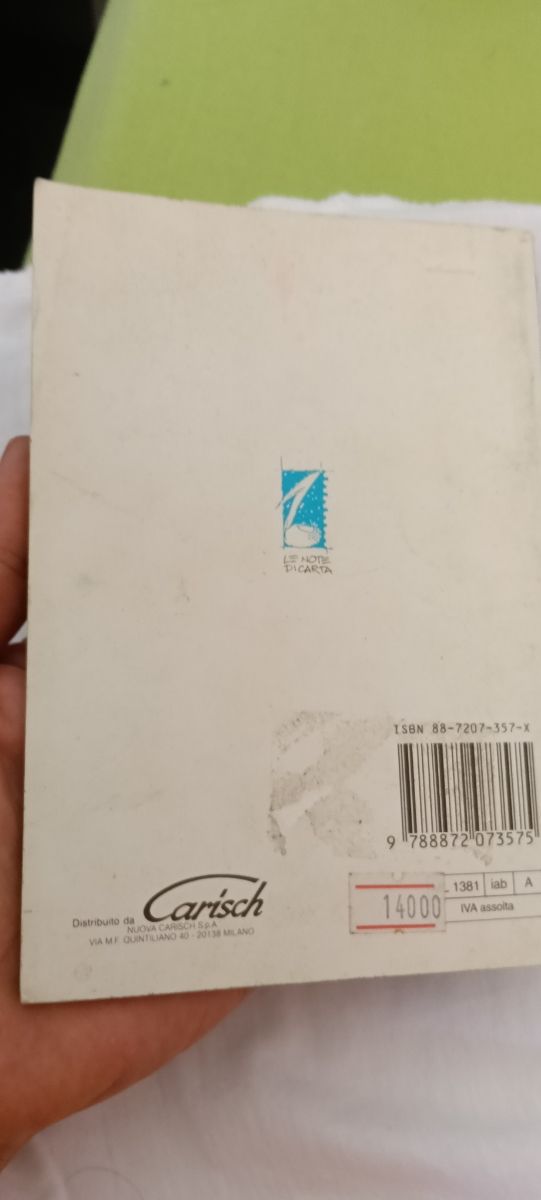 LE NOTE
DI CARTA
ISBN 88-7207-357-X
9 788872 073575
1381 iab A
14000
IVA assolta
Distribuito da Carisch
NUOVA CARISCH S.p.A
VIA M.F. QUINTILIANO 40 - 20138 MILANO